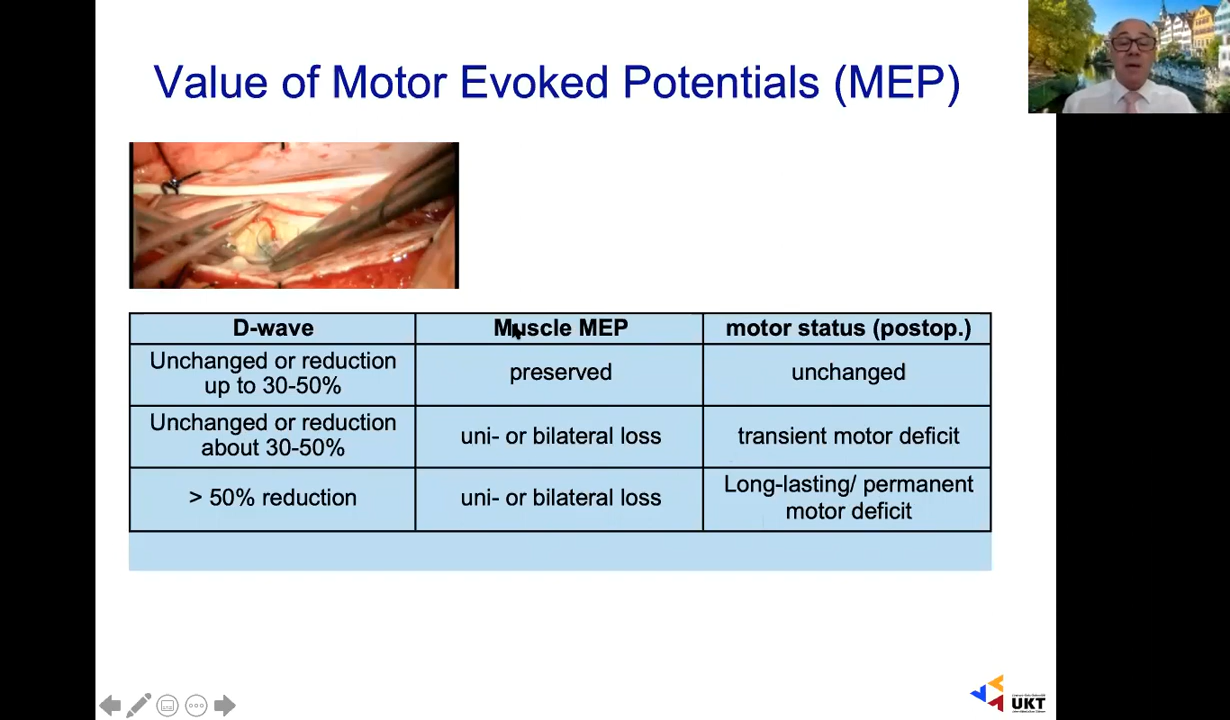 Value of Motor Evoked Potentials (MEP)
D-wave
Muscle MEP
motor status (postop.)
Unchanged or reduction
up to 30-50%
preserved
unchanged
Unchanged or reduction
about 30-50%
uni- or bilateral loss
transient motor deficit
> 50% reduction
uni- or bilateral loss
Long-lasting/ permanent
motor deficit
UKT